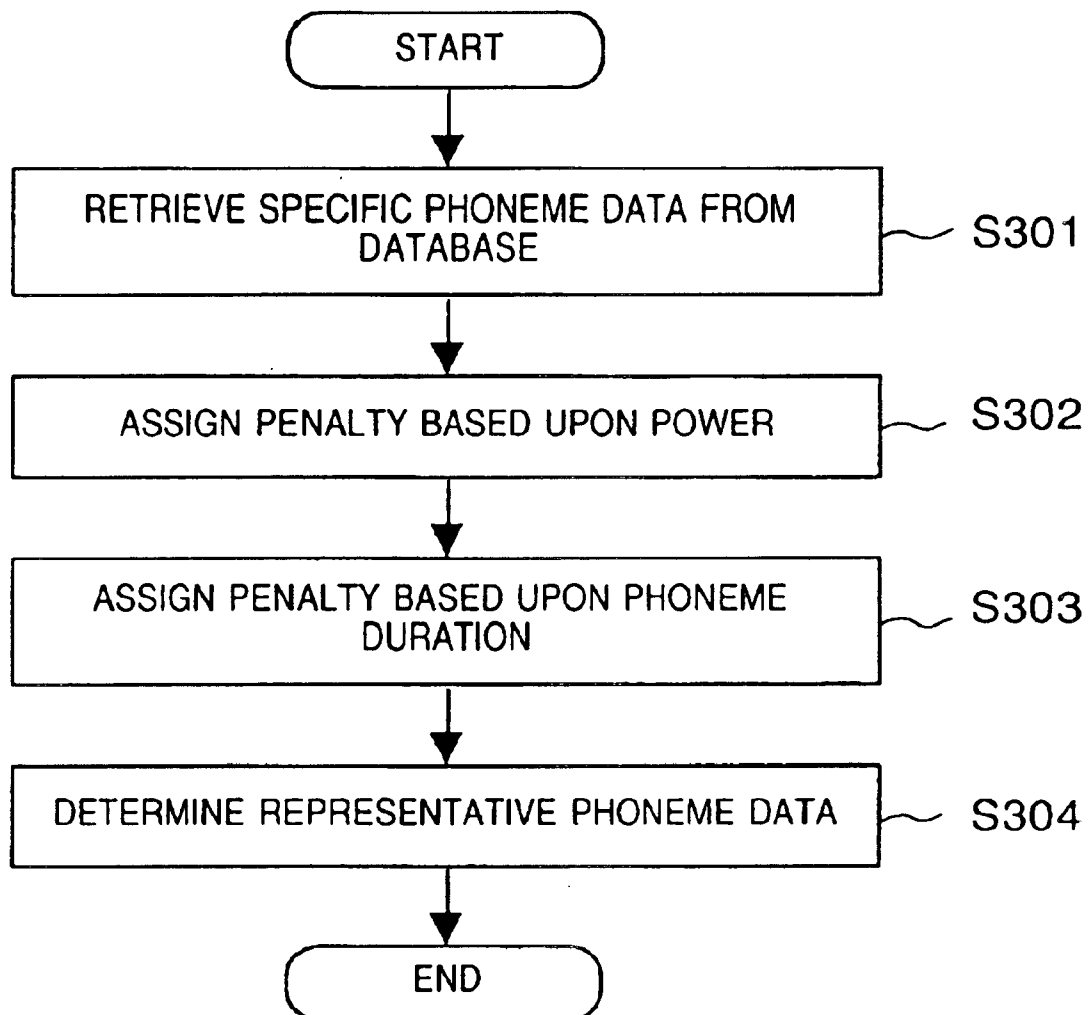 START
RETRIEVE SPECIFIC PHONEME DATA FROM
DATABASE
S301
ASSIGN PENALTY BASED UPON POWER
S302
ASSIGN PENALTY BASED UPON PHONEME
DURATION
S303
DETERMINE REPRESENTATIVE PHONEME DATA
S304
END